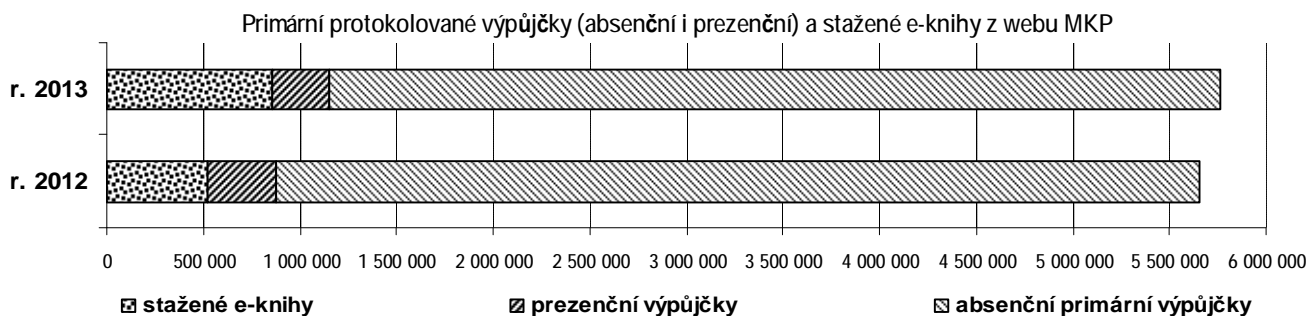 Primární protokolované výpůjčky (absenční i prezenční) a stažené e-knihy z webu MKP
r. 2013
r. 2012
0 500 000 1 000 000 1 500 000 2 000 000 2 500 000 3 000 000 3 500 000 4 000 000 4 500 000 5 000 000 5 500 000 6 000 000
stažené e-knihy prezenční výpůjčky absenční primární výpůjčky